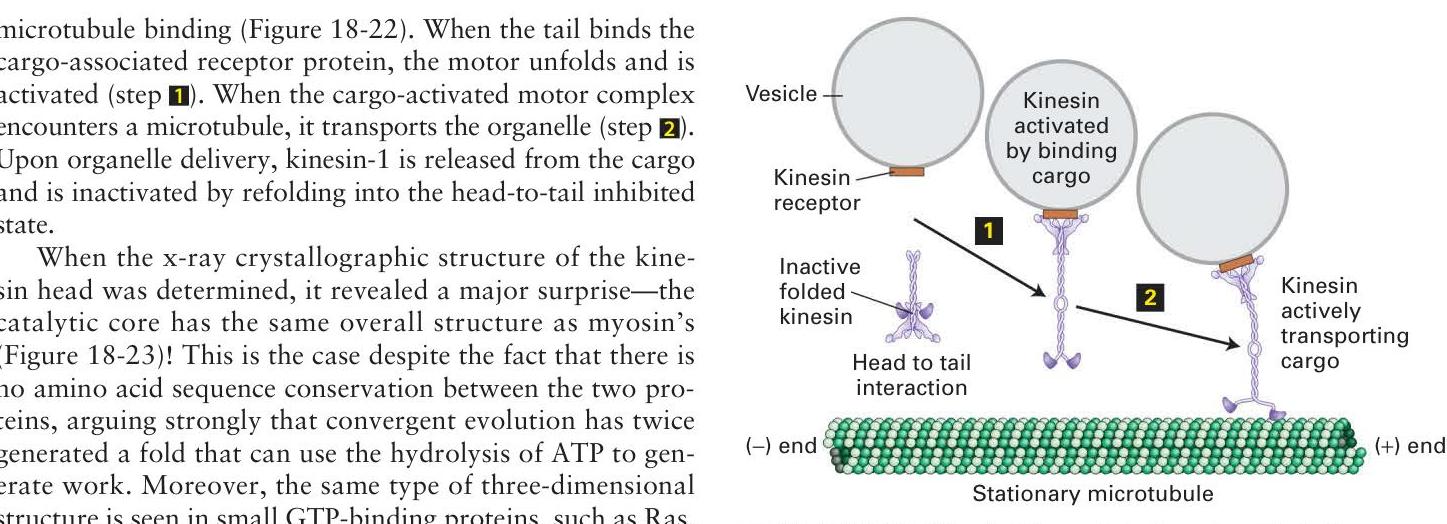 microtubule binding (Figure 18-22). When the tail binds the
cargo-associated receptor protein, the motor unfolds and is
activated (step 1). When the cargo-activated motor complex
encounters a microtubule, it transports the organelle (step 2).
Upon organelle delivery, kinesin-1 is released from the cargo
and is inactivated by refolding into the head-to-tail inhibited
state.
When the x-ray crystallographic structure of the kine-
sin head was determined, it revealed a major surprise—the
catalytic core has the same overall structure as myosin's
(Figure 18-23)! This is the case despite the fact that there is
no amino acid sequence conservation between the two pro-
teins, arguing strongly that convergent evolution has twice
generated a fold that can use the hydrolysis of ATP to gen-
erate work. Moreover, the same type of three-dimensional
structure is seen in small GTP-binding proteins, such as Ras,
Vesicle
Kinesin
activated
by binding
cargo
Kinesin
receptor
1
Inactive
folded
kinesin
2
Kinesin
actively
transporting
cargo
Head to tail
interaction
(–) end
(+) end
Stationary microtubule